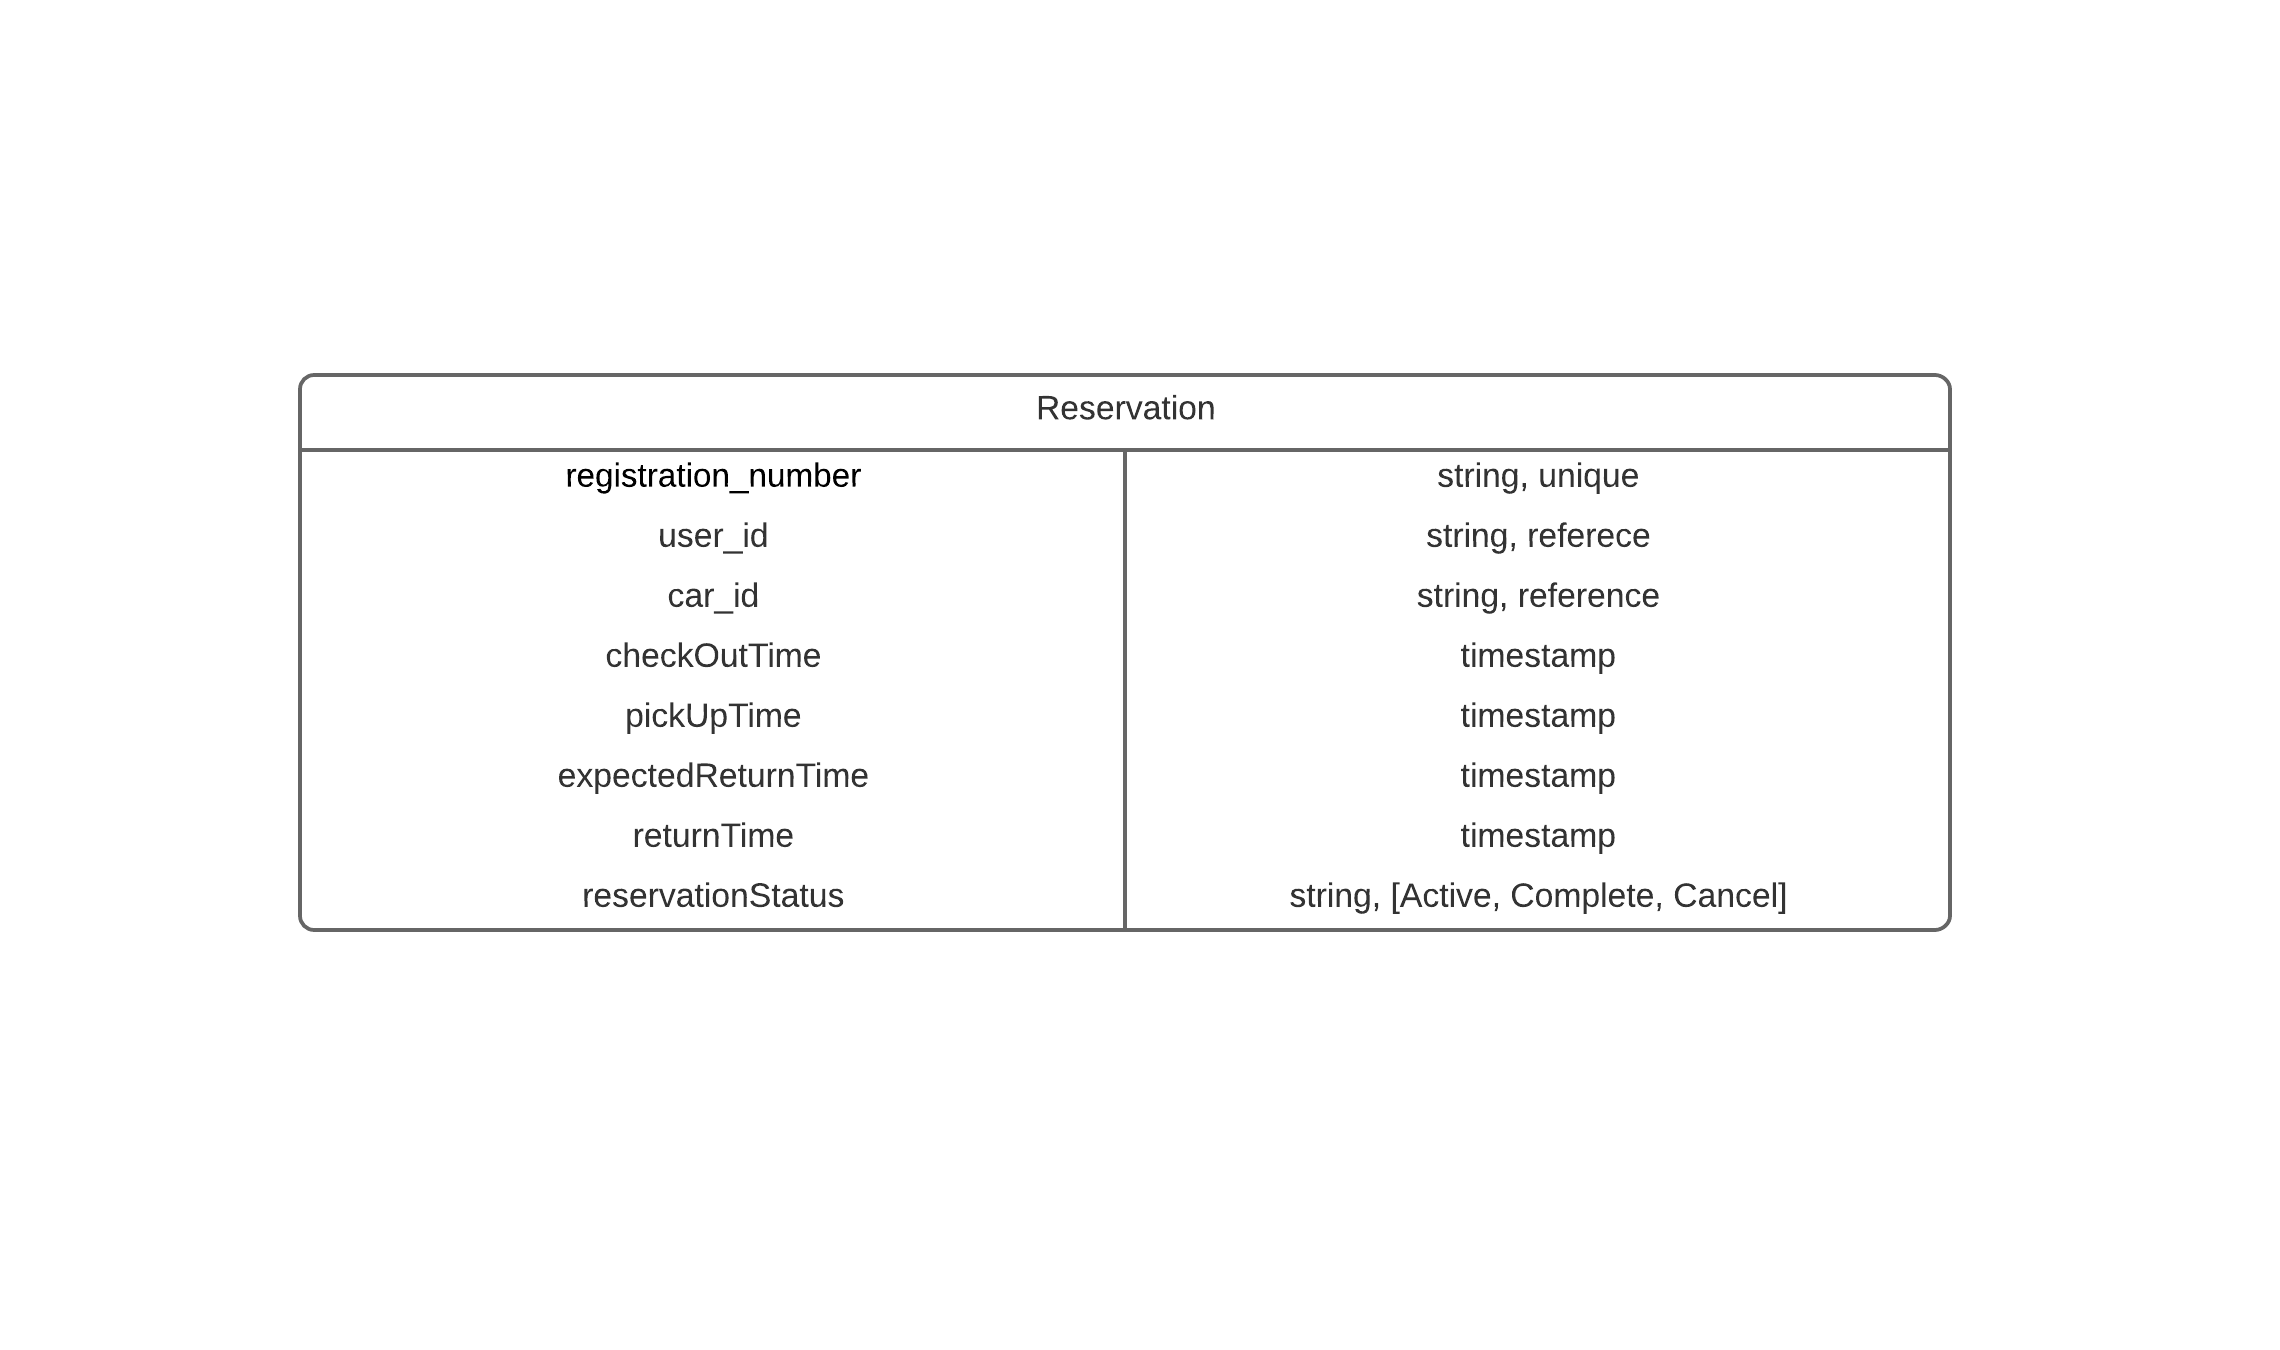 Reservation
registration_number string, unique
user_id string, referece
car_id string, reference
checkOutTime timestamp
pickUpTime timestamp
expectedReturnTime timestamp
returnTime timestamp
reservationStatus string, [Active, Complete, Cancel]